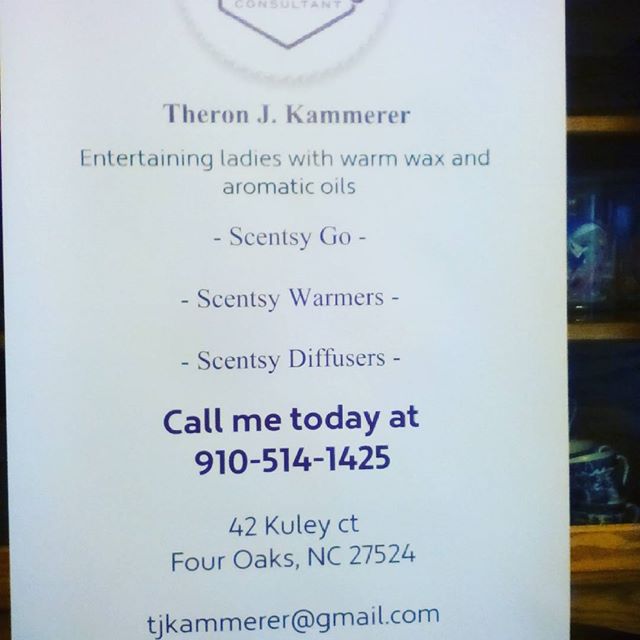 CONSULTANT
Theron J. Kammerer
Entertaining ladies with warm wax and
aromatic oils
- Scentsy Go -
- Scentsy Warmers -
- Scentsy Diffusers -
Call me today at
910-514-1425
42 Kuley ct
Four Oaks, NC 27524
tjkammerer@gmail.com